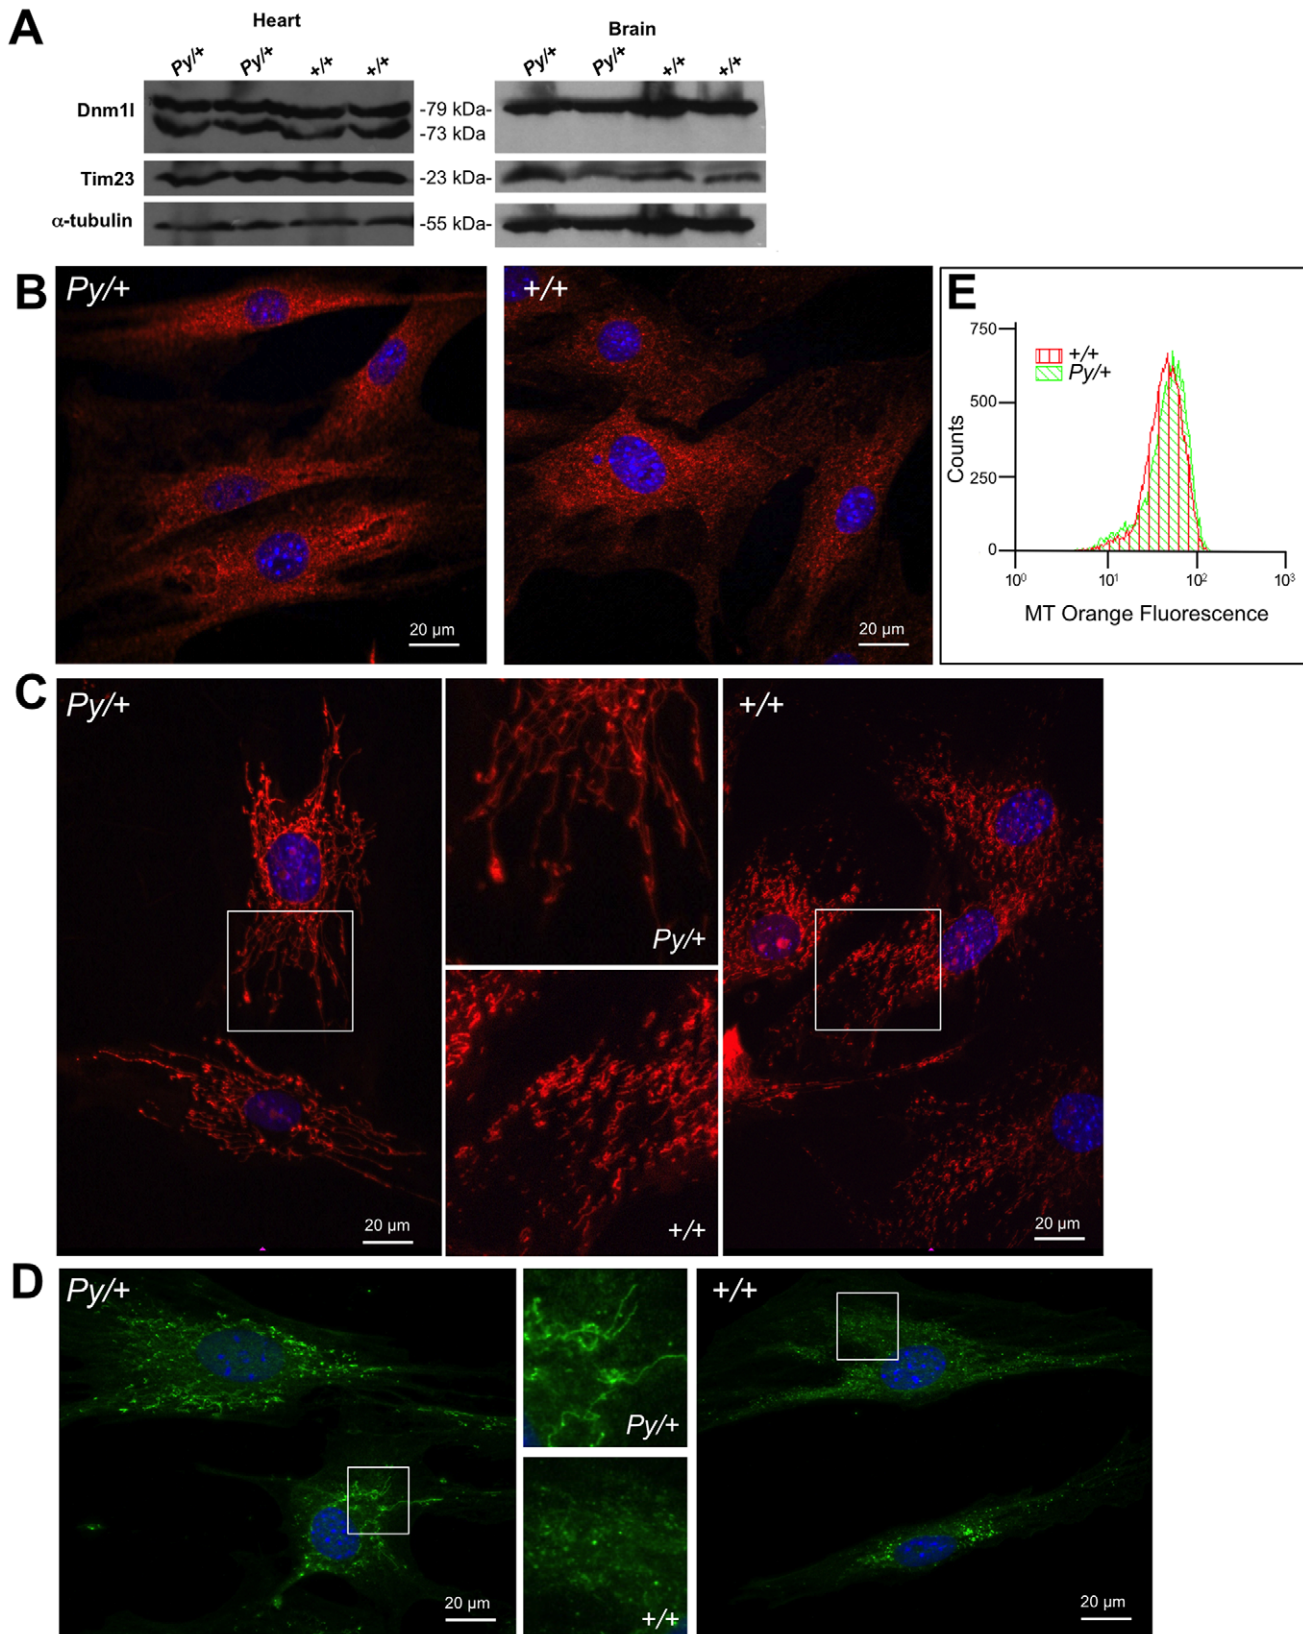 A
Heart
Brain
Py/+ Py/+ +/+ +/+
Py/+ Py/+ +/+ +/+
Dnm1l
-79 kDa-
-73 kDa
Tim23
-23 kDa-
α-tubulin
-55 kDa-
B
Py/+
20 µm
+/+
20 µm
E
750
500
250
0
Counts
+/+
Py/+
10⁰ 10¹ 10² 10³
MT Orange Fluorescence
C
Py/+
20 µm
Py/+
+/+
+/+
20 µm
D
Py/+
20 µm
Py/+
+/+
+/+
20 µm